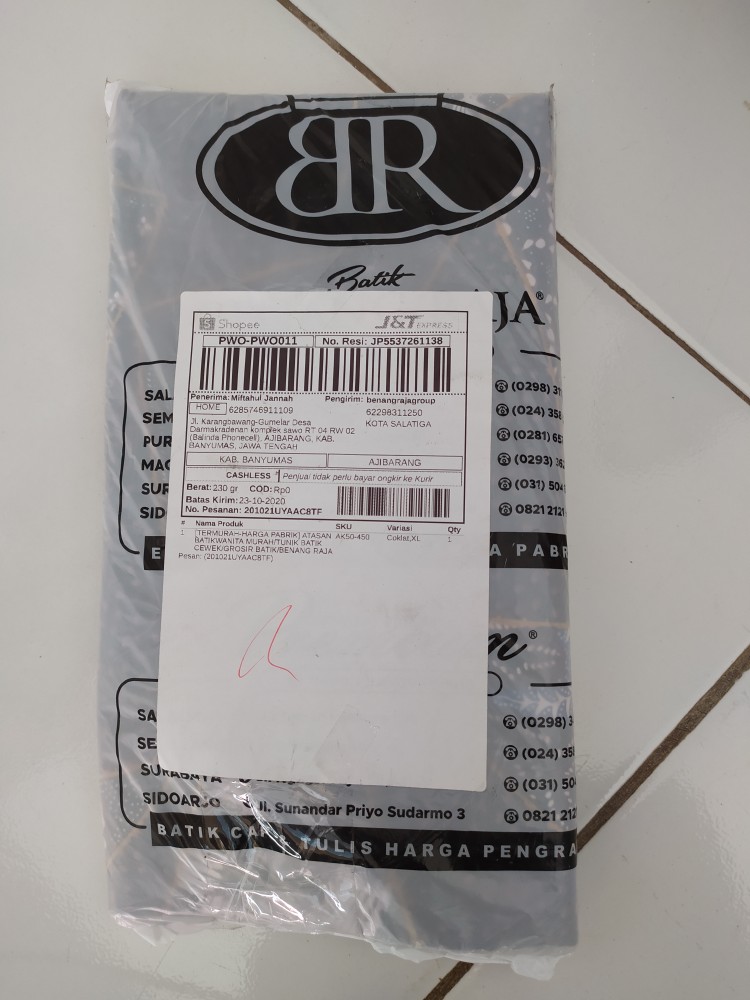 BR
Batik
JA®
Shopee
J&T EXPRESS
PWO-PWO011
No. Resi: JP5537261138
Penerima: Miftahul Jannah
Pengirim: benangrajagroup
HOME 6285746911109
62298311250
KOTA SALATIGA
Jl. Karangbawang-Gumelar Desa
Darmakradenan komplek sawo RT 04 RW 02
(Balinda Phonecell), AJIBARANG, KAB.
BANYUMAS, JAWA TENGAH
KAB. BANYUMAS
AJIBARANG
CASHLESS
Penjual tidak perlu bayar ongkir ke Kurir
Berat: 230 gr COD: Rp0
Batas Kirim: 23-10-2020
No. Pesanan: 201021UYAAC8TF
# Nama Produk SKU Variasi Qty
1 [TERMURAH-HARGA PABRIK] ATASAN AK50-450 Coklat,XL 1
BATIKWANITA MURAH/TUNIK BATIK
CEWEK/GROSIR BATIK/BENANG RAJA
Pesan: (201021UYAAC8TF)
SAL
(0298) 31
SEM
(024) 358
PUR
(0281) 657
MAG
(0293)
SUR
(031) 504
SID
0821 2121
E
A PABR
n®
SA
(0298) 3
SE
(024) 358
SURABAYA
(031) 50
SIDOARJO Jl. Sunandar Priyo Sudarmo 3
0821 212
BATIK CAP & TULIS HARGA PENGRA